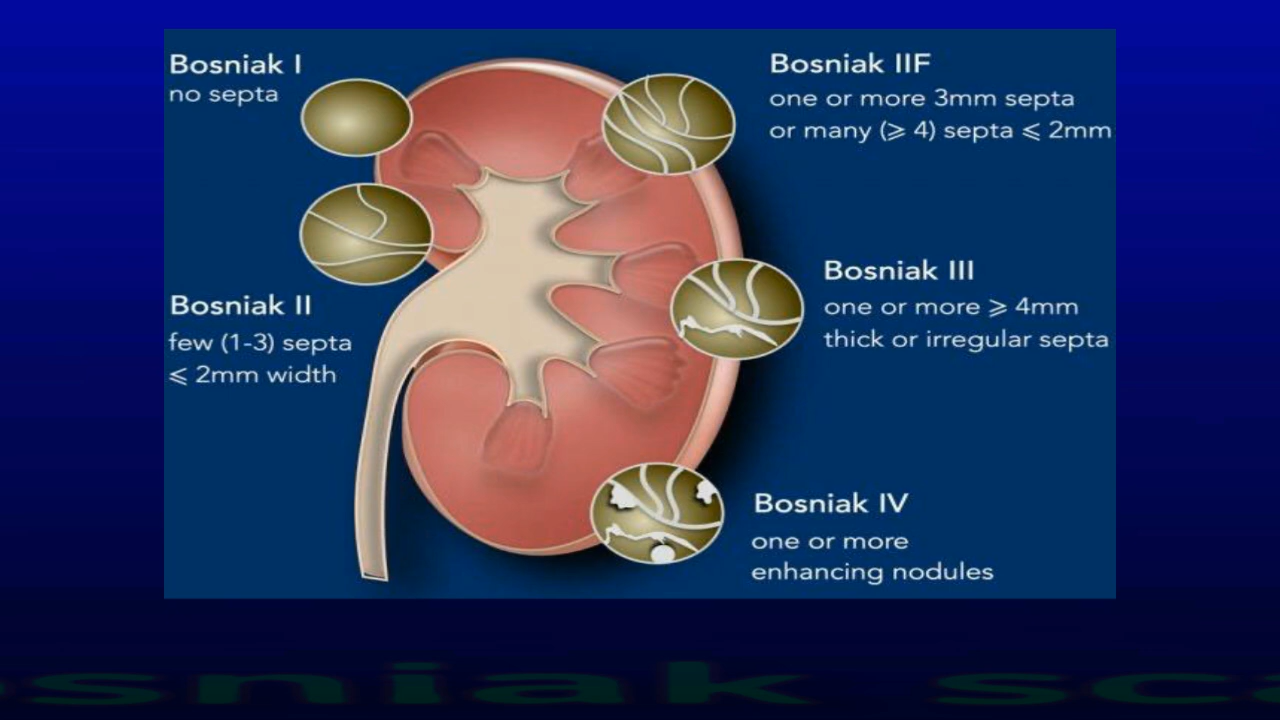 Bosniak I
no septa
Bosniak IIF
one or more 3mm septa
or many (⩾ 4) septa ⩽ 2mm
Bosniak II
few (1-3) septa
⩽ 2mm width
Bosniak III
one or more ⩾ 4mm
thick or irregular septa
Bosniak IV
one or more
enhancing nodules